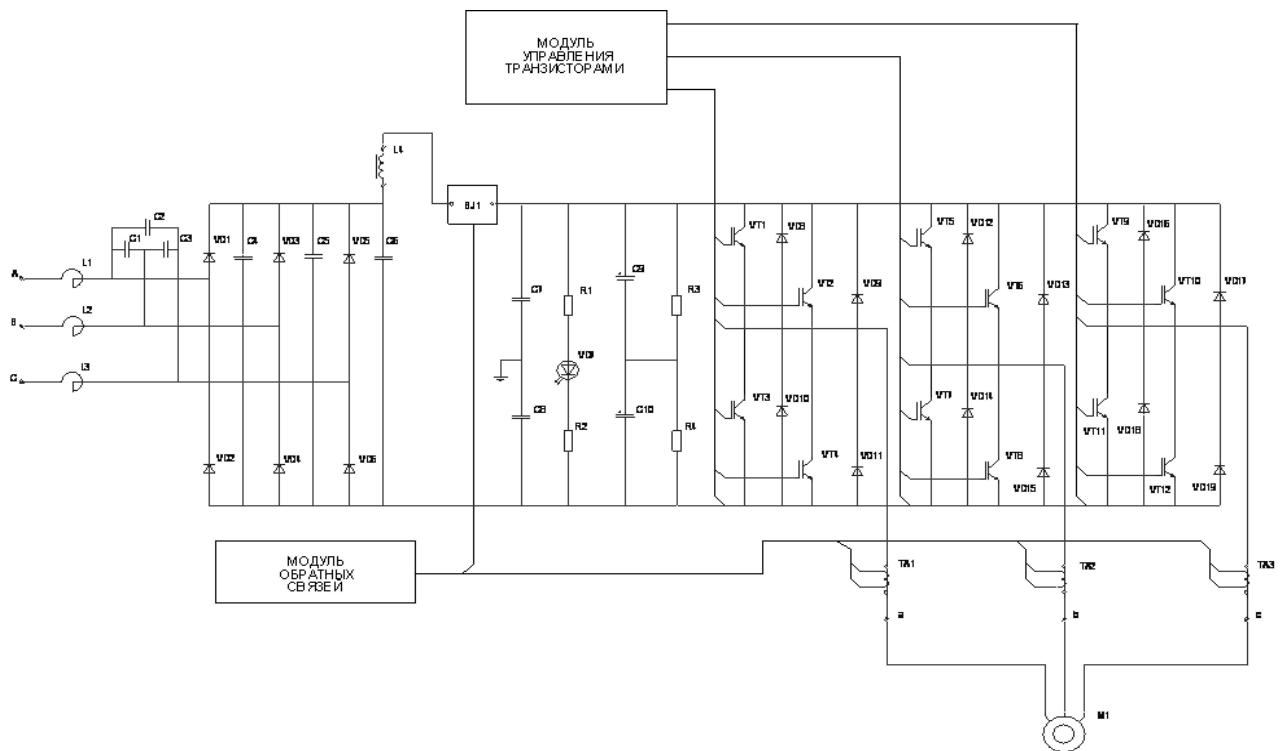 МОДУЛЬ
УПРАВЛЕНИЯ
ТРАНЗИСТОРАМИ
L4
BJ1
C2
C1
C3
VD1
C4
VD3
C5
VD5
C6
VT1
VD8
VT5
VD12
VT9
VD16
A
L1
C7
R1
C9
R3
VT2
VD9
VT6
VD13
VT10
VD17
B
L2
C
L3
C8
C10
VT3
VD10
VT7
VD14
VT11
VD18
R2
R4
VD2
VD4
VD6
VT4
VD11
VT8
VD15
VT12
VD19
МОДУЛЬ
ОБРАТНЫХ
СВЯЗЕЙ
TA1
TA2
TA3
a
b
c
M1